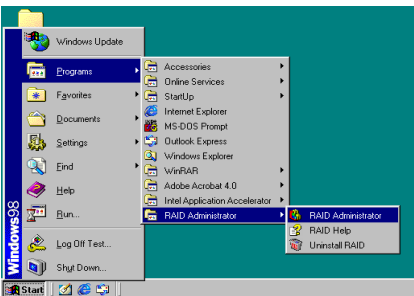 Windows Update
Programs
Favorites
Documents
Settings
Find
Help
Run...
Log Off Test...
Shut Down...
Windows98
Start
Accessories
Online Services
StartUp
Internet Explorer
MS-DOS Prompt
Outlook Express
Windows Explorer
WinRAR
Adobe Acrobat 4.0
Intel Application Accelerator
RAID Administrator
RAID Administrator
RAID Help
Uninstall RAID